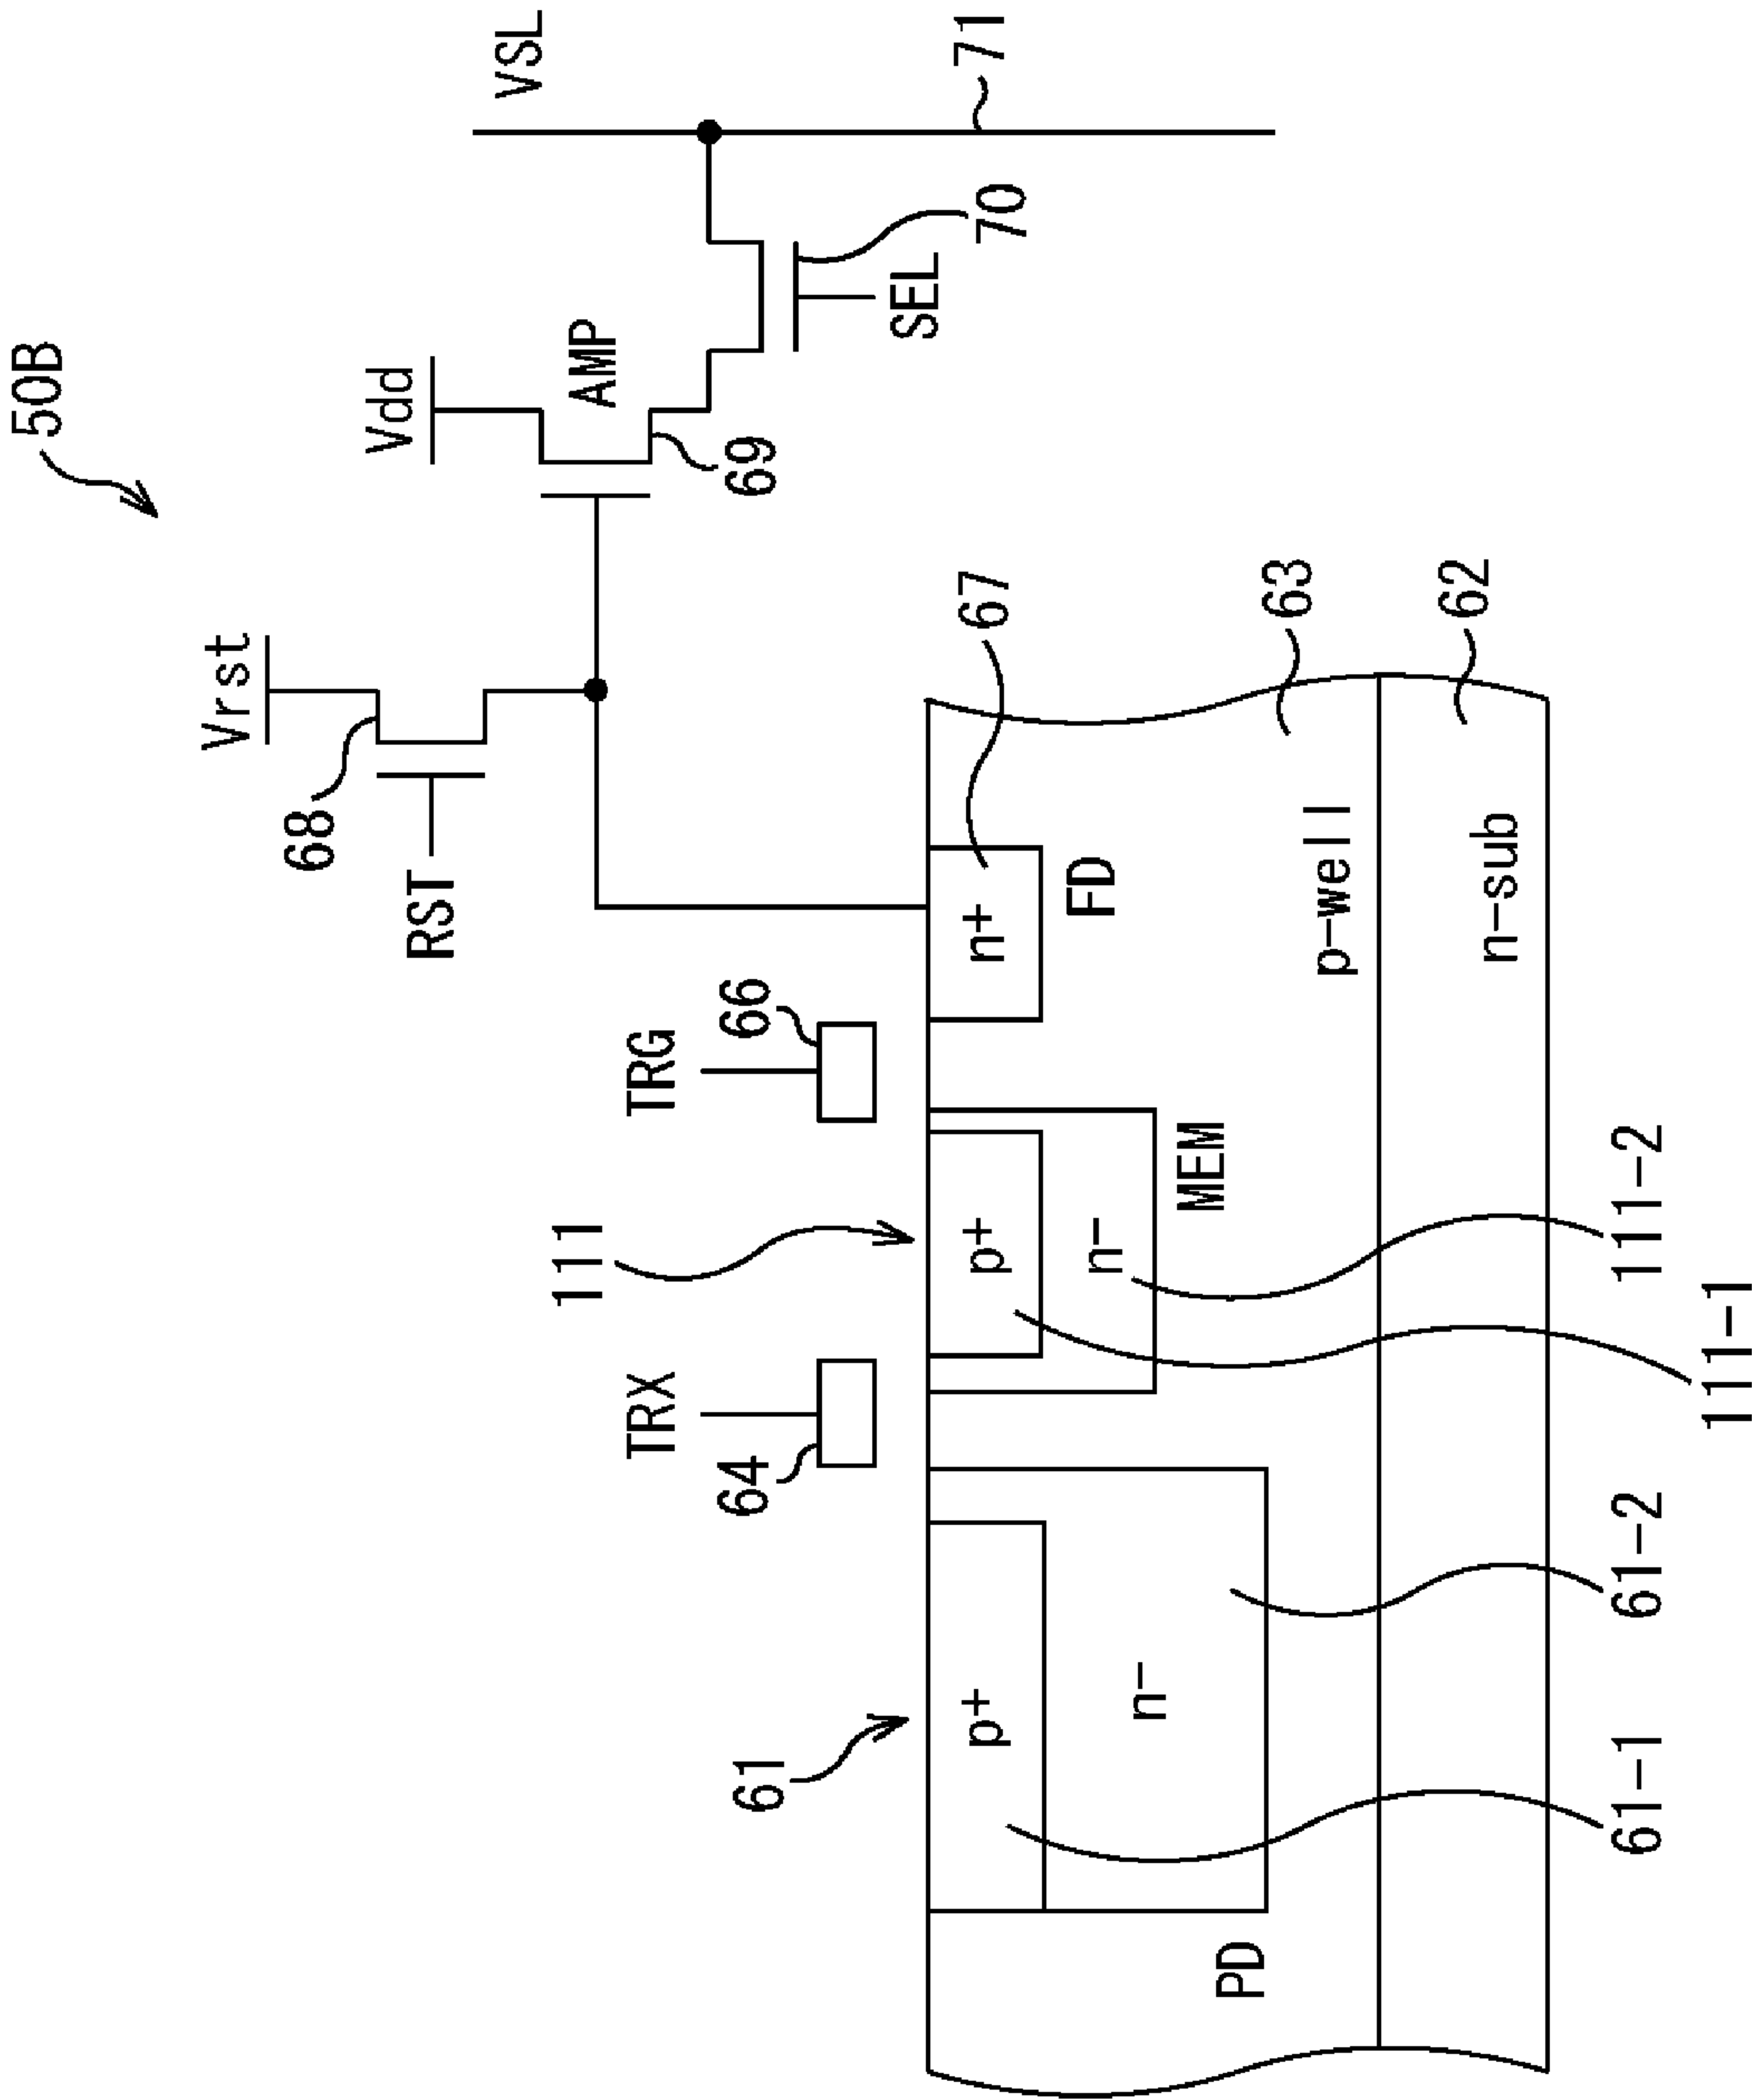 50B
Vrst
Vdd
VSL
68
RST
AMP
69
SEL
70
71
TRX
64
TRG
66
61
111
67
p+
n-
PD
p+
n-
MEM
n+
FD
63
p-well
62
n-sub
61-1
61-2
111-2
111-1